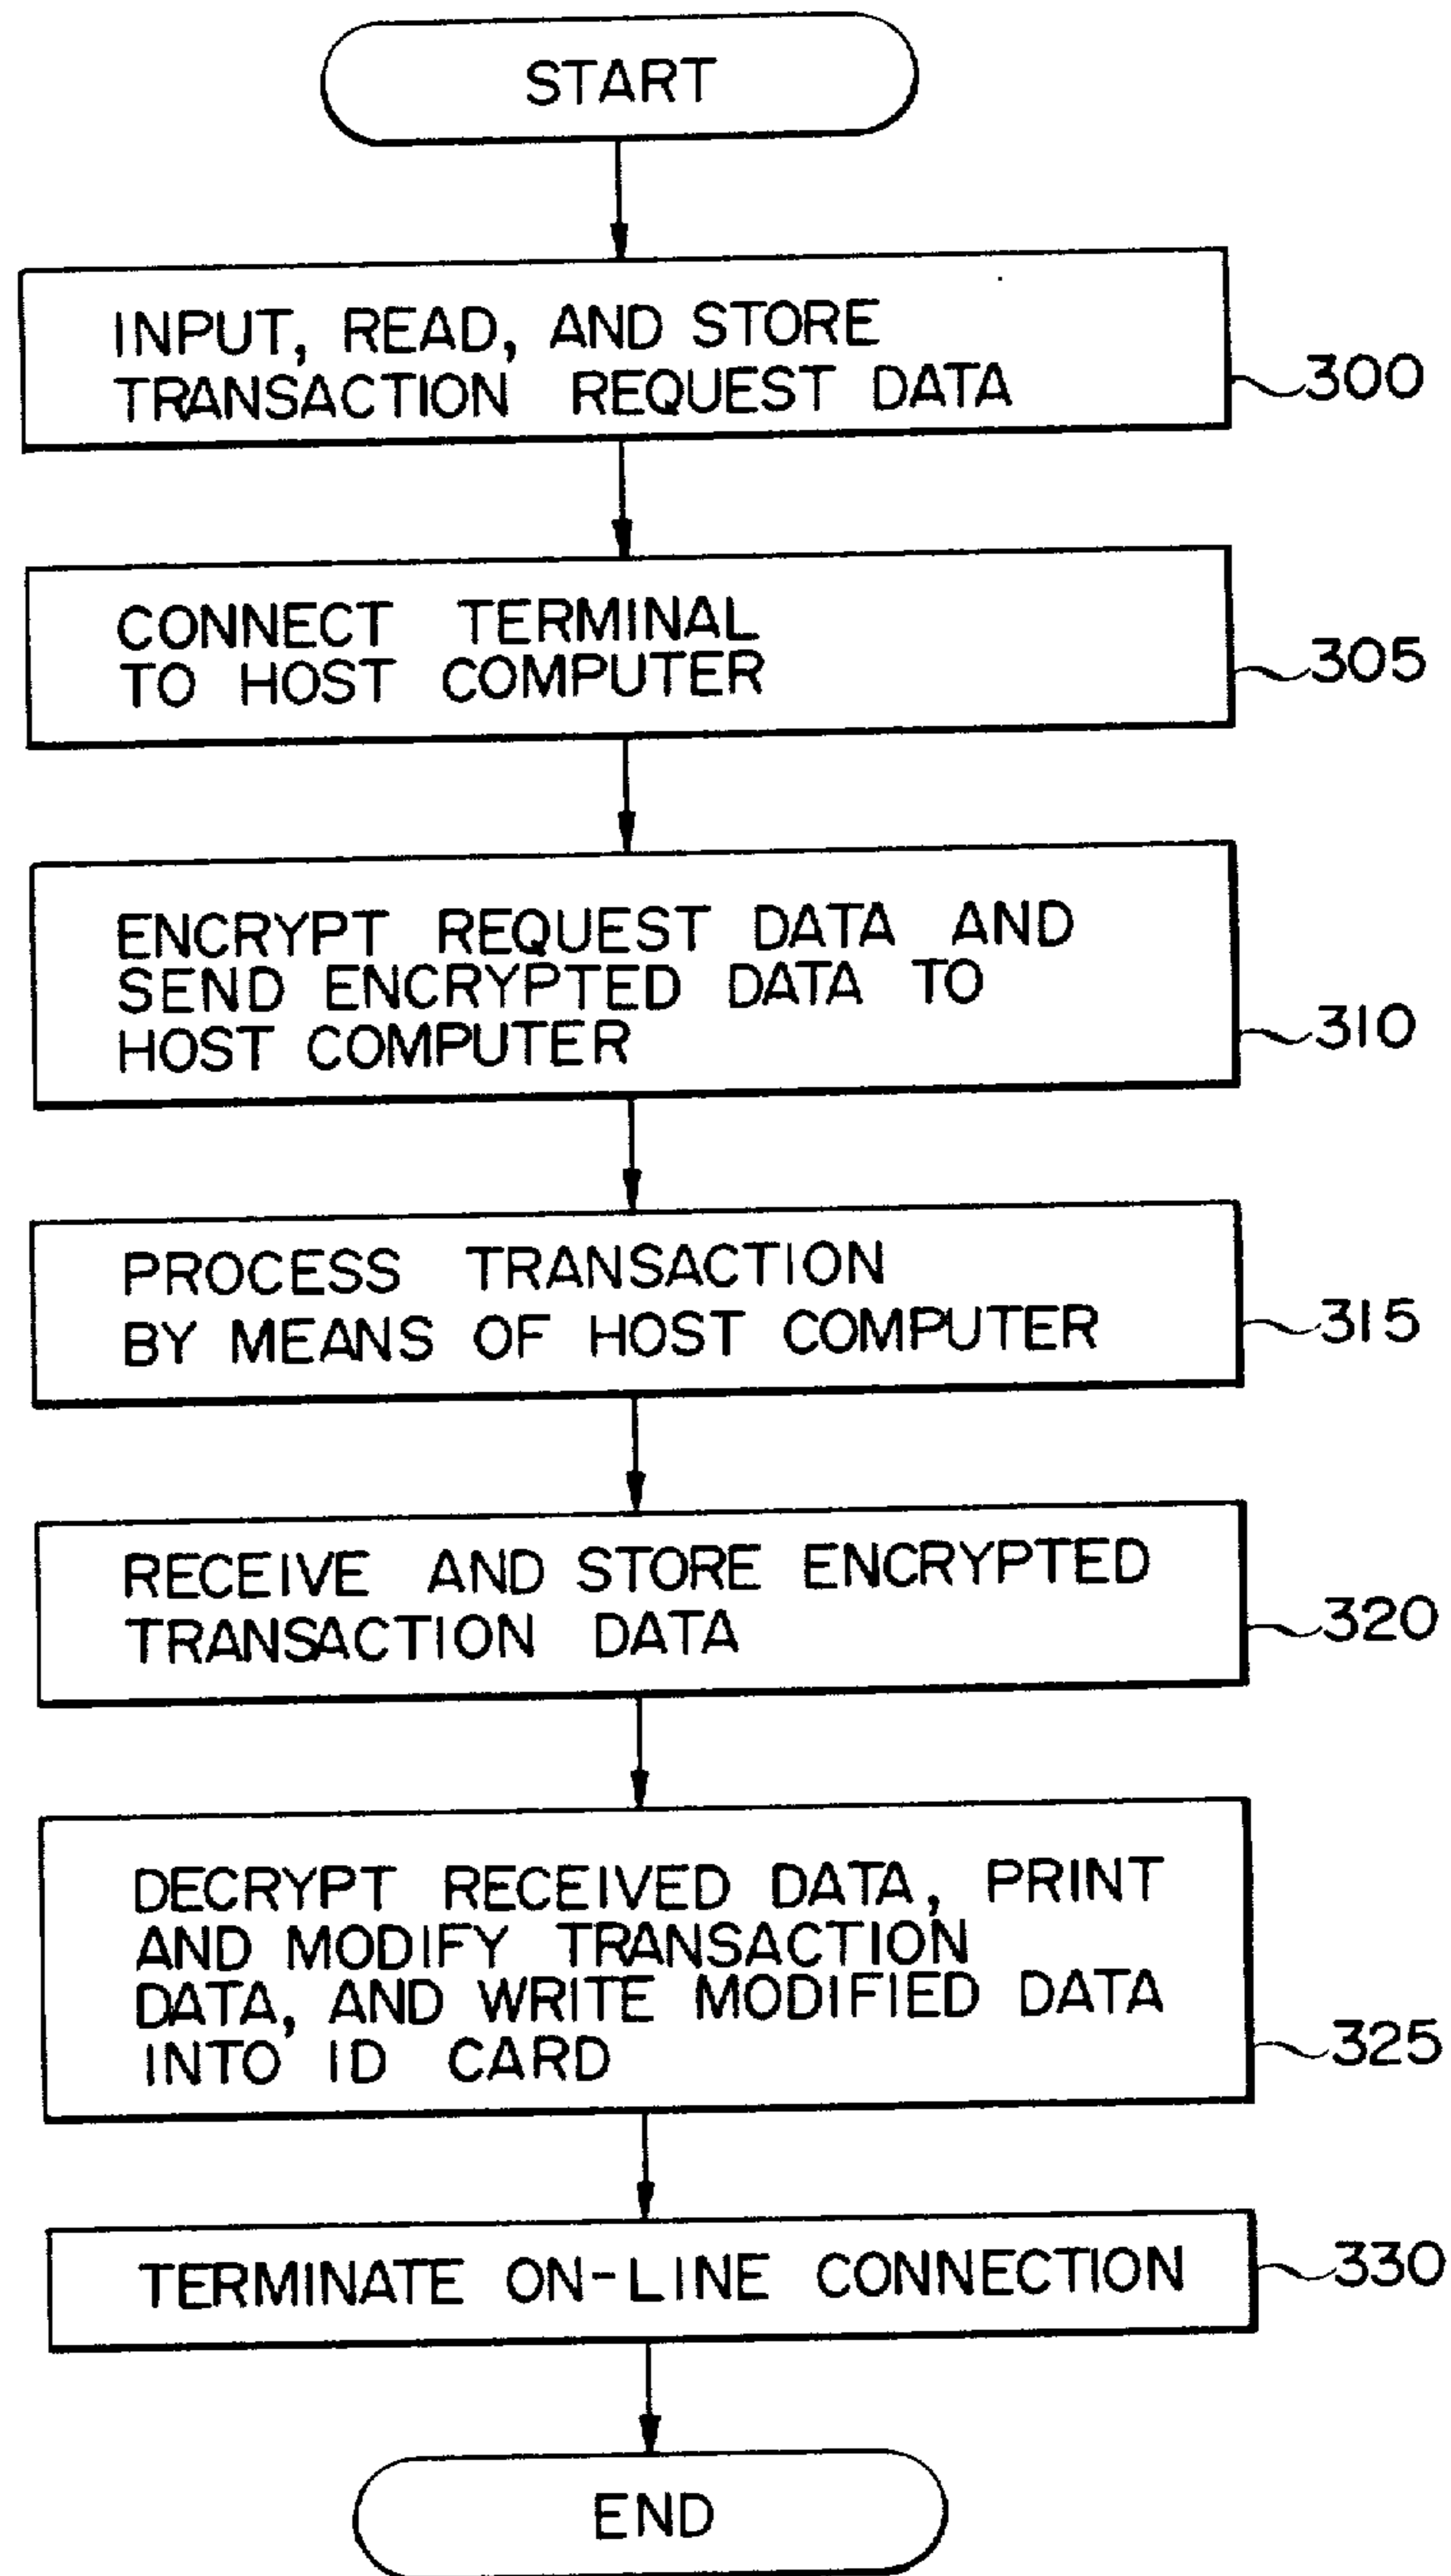 START
INPUT, READ, AND STORE
TRANSACTION REQUEST DATA
300
CONNECT TERMINAL
TO HOST COMPUTER
305
ENCRYPT REQUEST DATA AND
SEND ENCRYPTED DATA TO
HOST COMPUTER
310
PROCESS TRANSACTION
BY MEANS OF HOST COMPUTER
315
RECEIVE AND STORE ENCRYPTED
TRANSACTION DATA
320
DECRYPT RECEIVED DATA, PRINT
AND MODIFY TRANSACTION
DATA, AND WRITE MODIFIED DATA
INTO ID CARD
325
TERMINATE ON-LINE CONNECTION
330
END